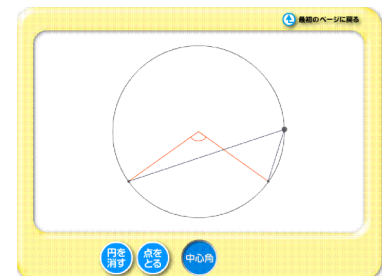 最初のページに戻る
円を
消す
点を
とる
中心角